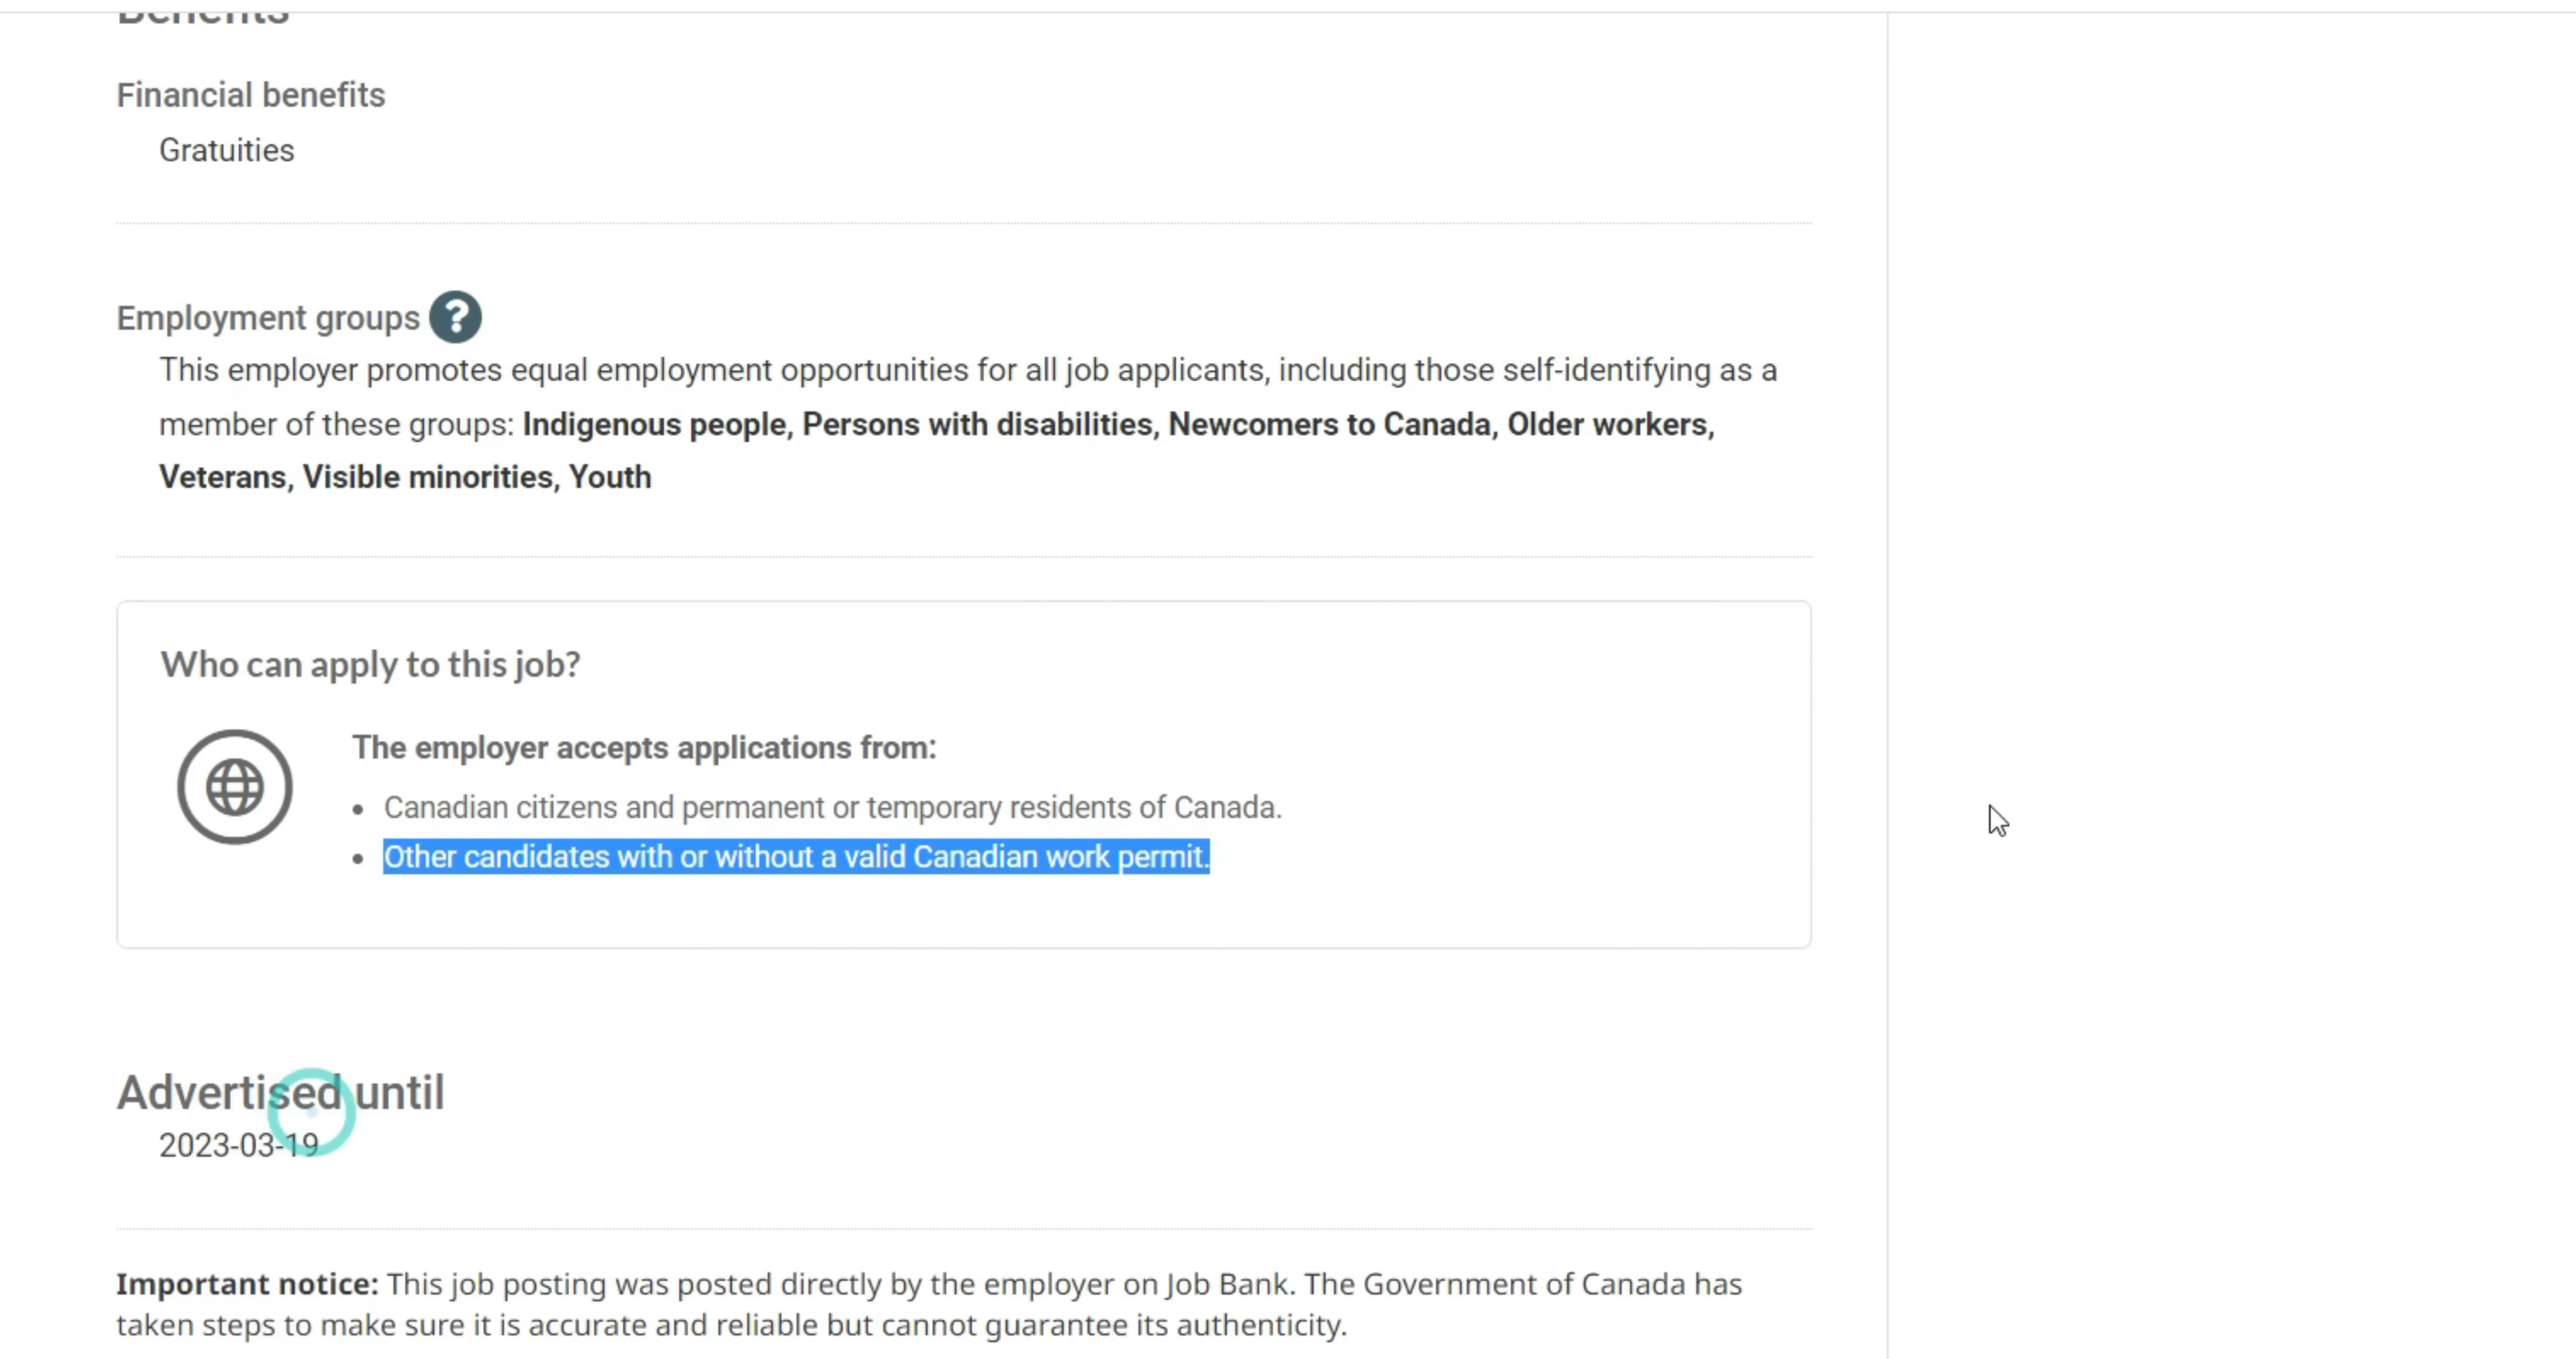 Benefits
Financial benefits
Gratuities
Employment groups ?
This employer promotes equal employment opportunities for all job applicants, including those self-identifying as a
member of these groups: Indigenous people, Persons with disabilities, Newcomers to Canada, Older workers,
Veterans, Visible minorities, Youth
Who can apply to this job?
The employer accepts applications from:
• Canadian citizens and permanent or temporary residents of Canada.
• Other candidates with or without a valid Canadian work permit.
Advertised until
2023-03-19
Important notice: This job posting was posted directly by the employer on Job Bank. The Government of Canada has
taken steps to make sure it is accurate and reliable but cannot guarantee its authenticity.